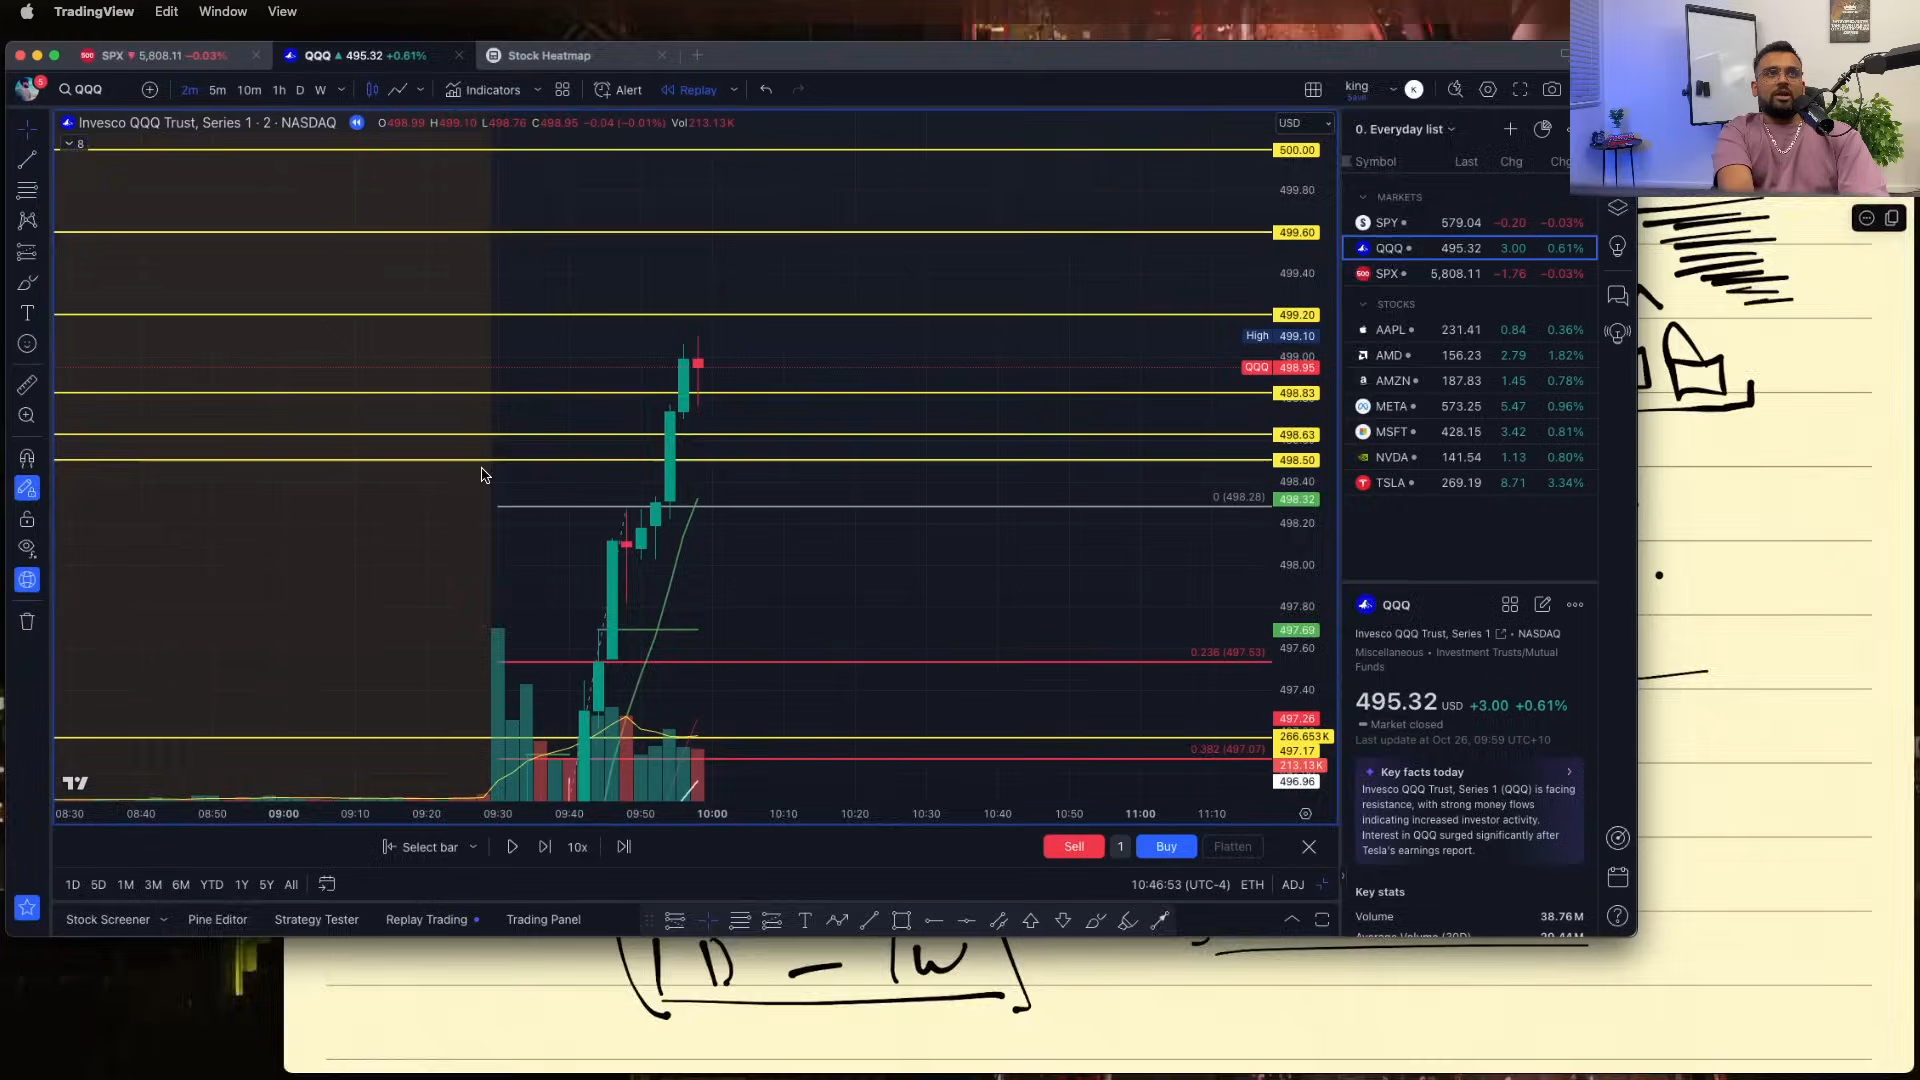 TradingView Edit Window View
SPX 5,808.11 −0.03%
QQQ 495.32 +0.61%
Stock Heatmap
5
QQQ
2m 5m 10m 1h D W
Indicators
Alert
Replay
king
Save
K
Invesco QQQ Trust, Series 1 · 2 · NASDAQ
O498.99 H499.10 L498.76 C498.95 −0.04 (−0.01%) Vol213.13K
USD
8
500.00
499.80
499.60
499.40
499.20
High 499.10
499.00
QQQ 498.95
498.83
498.63
498.50
498.40
0 (498.28) 498.32
498.20
498.00
497.80
497.69
0.236 (497.53) 497.60
497.40
497.26
266.653K
0.382 (497.07) 497.17
213.13K
496.96
08:30 08:40 08:50 09:00 09:10 09:20 09:30 09:40 09:50 10:00 10:10 10:20 10:30 10:40 10:50 11:00 11:10
Select bar
10x
Sell 1 Buy Flatten
1D 5D 1M 3M 6M YTD 1Y 5Y All
10:46:53 (UTC-4) ETH ADJ
Stock Screener Pine Editor Strategy Tester Replay Trading Trading Panel
0. Everyday list
Symbol Last Chg
MARKETS
SPY 579.04 −0.20 −0.03%
QQQ 495.32 3.00 0.61%
SPX 5,808.11 −1.76 −0.03%
STOCKS
AAPL 231.41 0.84 0.36%
AMD 156.23 2.79 1.82%
AMZN 187.83 1.45 0.78%
META 573.25 5.47 0.96%
MSFT 428.15 3.42 0.81%
NVDA 141.54 1.13 0.80%
TSLA 269.19 8.71 3.34%
QQQ
Invesco QQQ Trust, Series 1 • NASDAQ
Miscellaneous • Investment Trusts/Mutual
Funds
495.32 USD +3.00 +0.61%
Market closed
Last update at Oct 26, 09:59 UTC+10
Key facts today
Invesco QQQ Trust, Series 1 (QQQ) is facing
resistance, with strong money flows
indicating increased investor activity.
Interest in QQQ surged significantly after
Tesla's earnings report.
Key stats
Volume 38.76M
1D – 1W